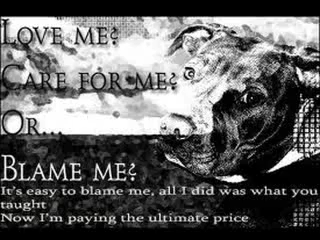 Love me?
Care for me?
Or...
Blame me?
It's easy to blame me, all I did was what you
taught
Now I'm paying the ultimate price